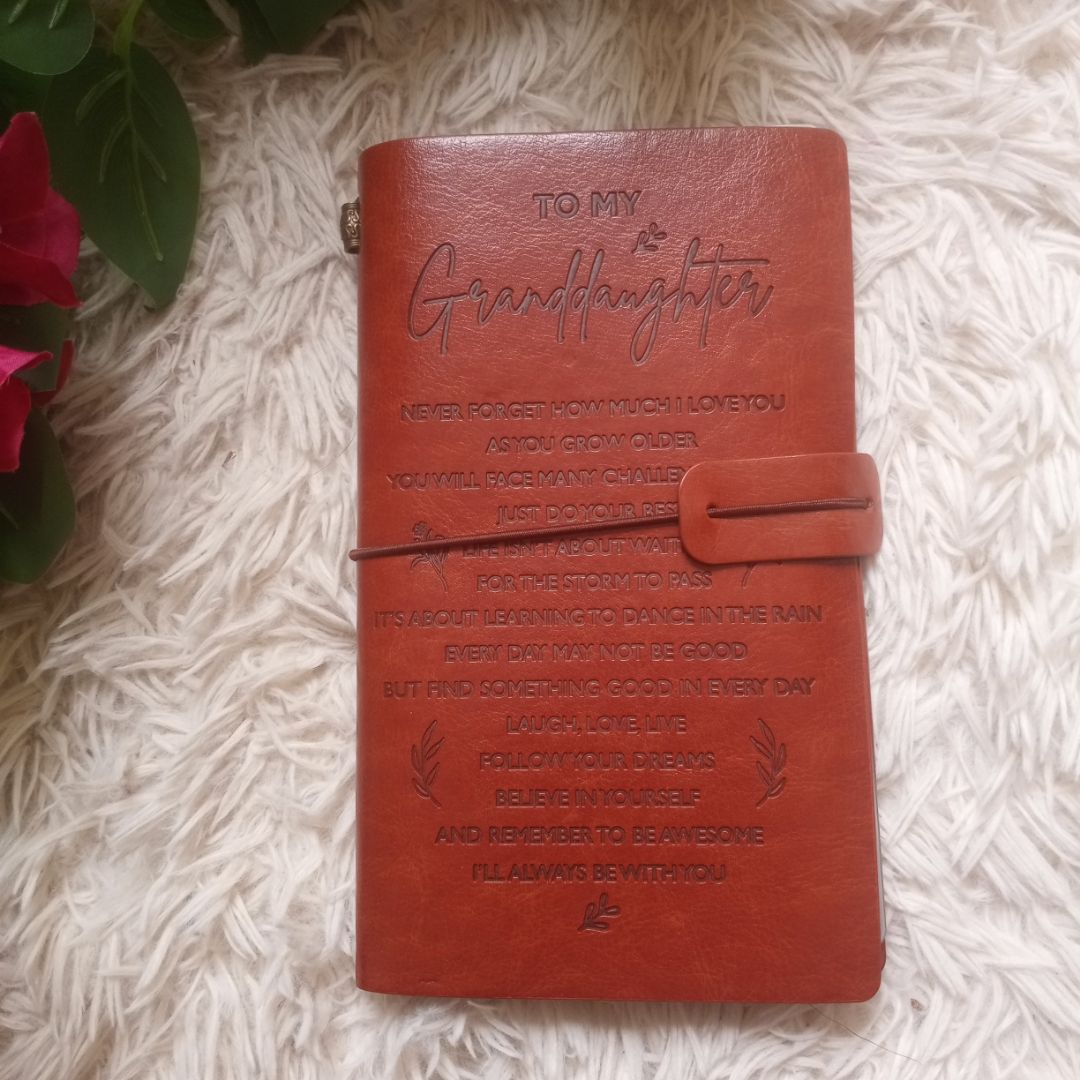 TO MY
Granddaughter
NEVER FORGET HOW MUCH I LOVE YOU
AS YOU GROW OLDER
YOU WILL FACE MANY
JUST DO YOUR BEST
LIFE ISN'T ABOUT
FOR THE STORM TO PASS
IT'S ABOUT LEARNING TO DANCE IN THE RAIN
EVERY DAY MAY NOT BE GOOD
BUT FIND SOMETHING GOOD IN EVERY DAY
LAUGH, LOVE, LIVE
FOLLOW YOUR DREAMS
BELIEVE IN YOURSELF
AND REMEMBER TO BE AWESOME
I'LL ALWAYS BE WITH YOU